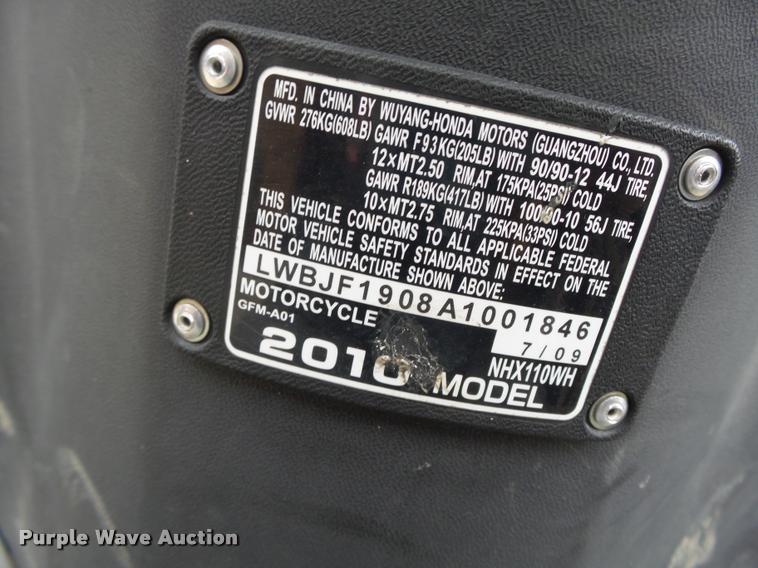 MFD. IN CHINA BY WUYANG-HONDA MOTORS (GUANGZHOU) CO., LTD.
GVWR 276KG(608LB) GAWR F93KG(205LB) WITH 90/90-12 44J TIRE,
12×MT2.50 RIM, AT 175KPA(25PSI) COLD
GAWR R189KG(417LB) WITH 100/90-10 56J TIRE,
10×MT2.75 RIM, AT 225KPA(33PSI) COLD
THIS VEHICLE CONFORMS TO ALL APPLICABLE FEDERAL
MOTOR VEHICLE SAFETY STANDARDS IN EFFECT ON THE
DATE OF MANUFACTURE SHOWN ABOVE:
LWBJF1908A1001846
MOTORCYCLE 7/09
GFM-A01 NHX110WH
2010 MODEL
Purple Wave Auction